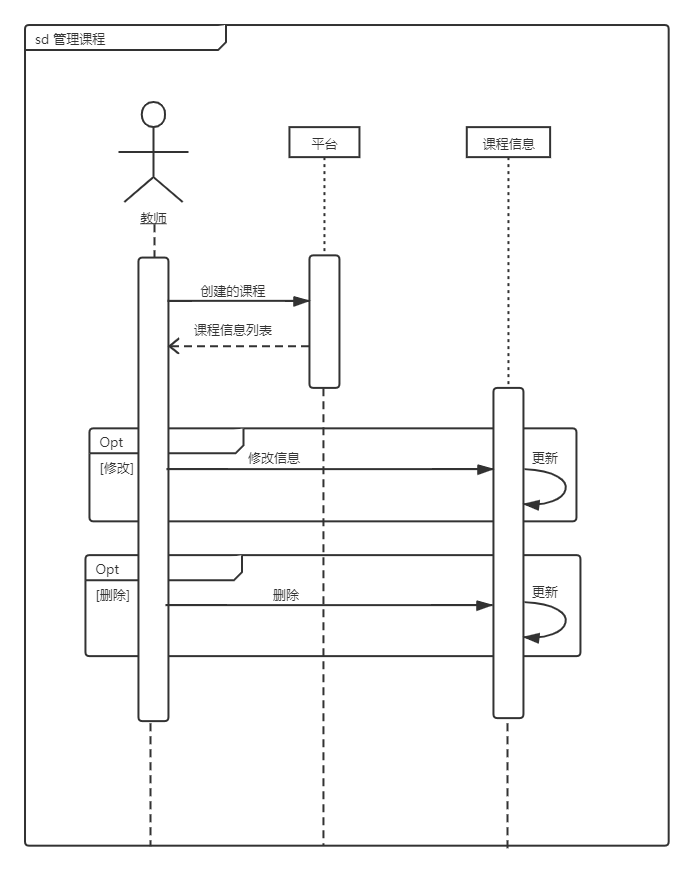 sd 管理课程
教师
平台
课程信息
创建的课程
课程信息列表
Opt
[修改]
修改信息
更新
Opt
[删除]
删除
更新